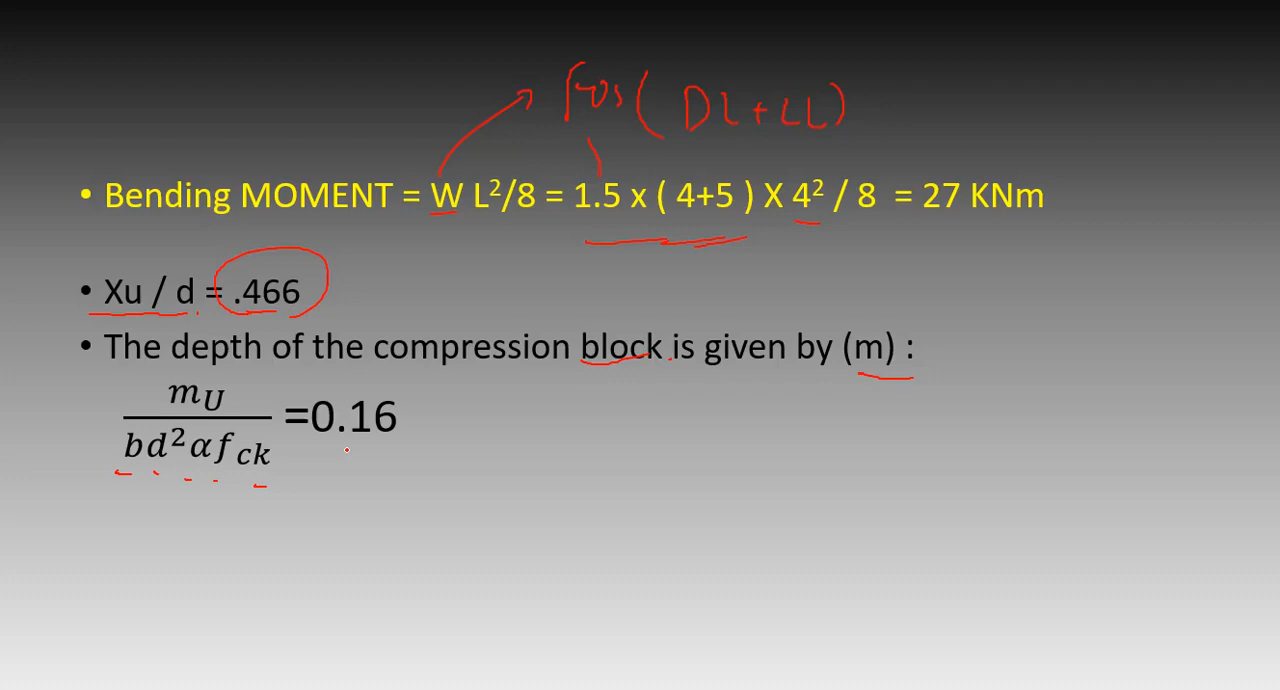 Fos ( DL + LL )
• Bending MOMENT = W L²/8 = 1.5 x ( 4+5 ) X 4² / 8 = 27 KNm
• Xu / d = .466
• The depth of the compression block is given by (m) :
m_U / bd²αf_ck =0.16